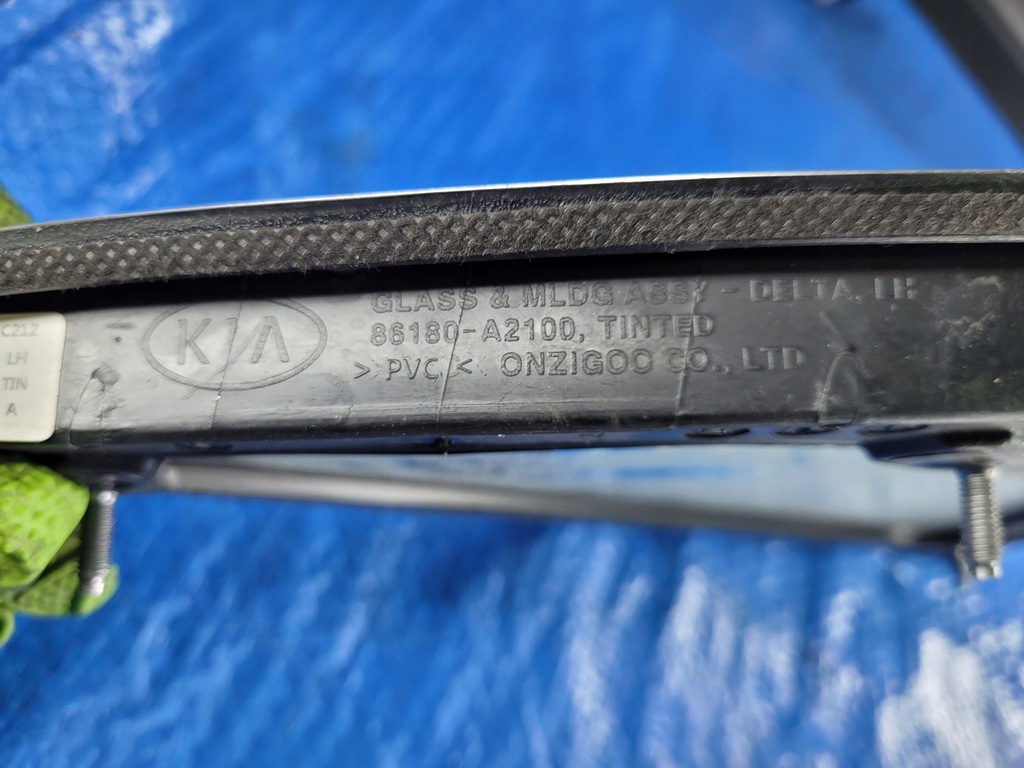 C212
LH
TIN
A
KIA
GLASS & MLDG ASSY - DELTA, LH
86180-A2100, TINTED
> PVC < ONZIGOO CO., LTD